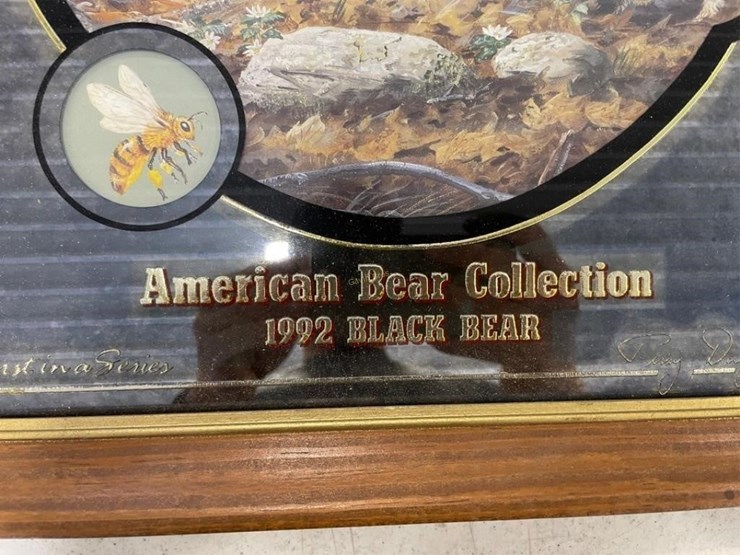 American Bear Collection
1992 BLACK BEAR
in a Series